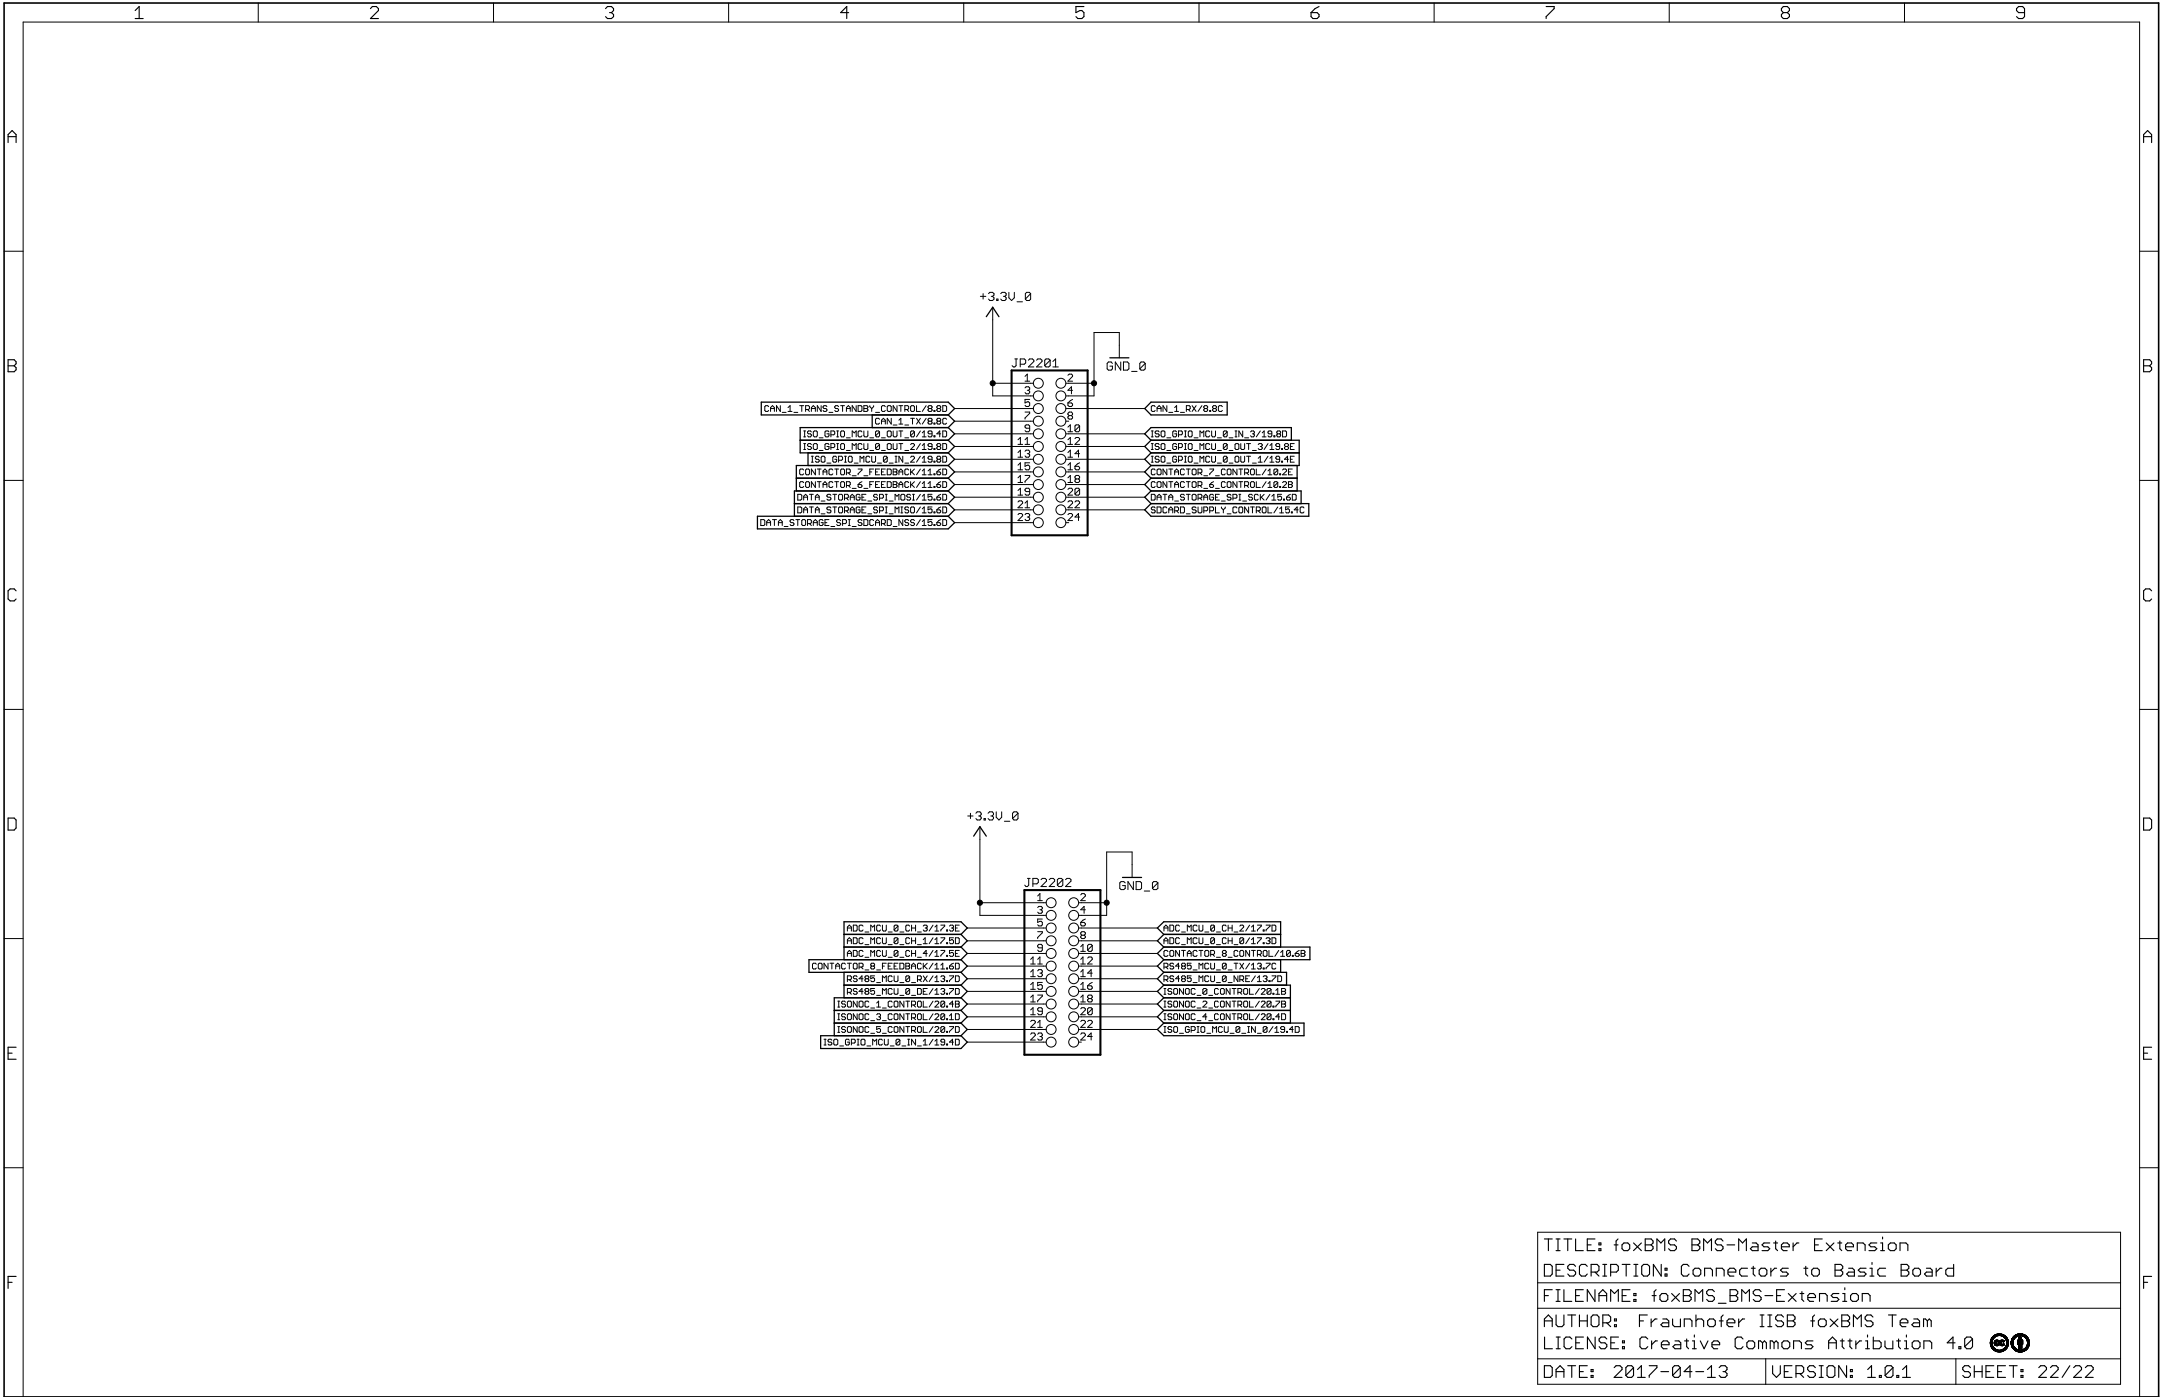 1 2 3 4 5 6 7 8 9
A A
+3.3V_0
B B
JP2201 GND_0
1 2
3 4
CAN_1_TRANS_STANDBY_CONTROL/8.8D 5 6 CAN_1_RX/8.8C
CAN_1_TX/8.8C 7 8
ISO_GPIO_MCU_0_OUT_0/19.4D 9 10 ISO_GPIO_MCU_0_IN_3/19.8D
ISO_GPIO_MCU_0_OUT_2/19.8D 11 12 ISO_GPIO_MCU_0_OUT_3/19.8E
ISO_GPIO_MCU_0_IN_2/19.8D 13 14 ISO_GPIO_MCU_0_OUT_1/19.4E
CONTACTOR_7_FEEDBACK/11.6D 15 16 CONTACTOR_7_CONTROL/10.2E
CONTACTOR_6_FEEDBACK/11.6D 17 18 CONTACTOR_6_CONTROL/10.2B
DATA_STORAGE_SPI_MOSI/15.6D 19 20 DATA_STORAGE_SPI_SCK/15.6D
DATA_STORAGE_SPI_MISO/15.6D 21 22 SDCARD_SUPPLY_CONTROL/15.4C
DATA_STORAGE_SPI_SDCARD_NSS/15.6D 23 24
C C
+3.3V_0
D D
JP2202 GND_0
1 2
3 4
ADC_MCU_0_CH_3/17.3E 5 6 ADC_MCU_0_CH_2/17.7D
ADC_MCU_0_CH_1/17.5D 7 8 ADC_MCU_0_CH_0/17.3D
ADC_MCU_0_CH_4/17.5E 9 10 CONTACTOR_8_CONTROL/10.6B
CONTACTOR_8_FEEDBACK/11.6D 11 12 RS485_MCU_0_TX/13.7C
RS485_MCU_0_RX/13.7D 13 14 RS485_MCU_0_NRE/13.7D
RS485_MCU_0_DE/13.7D 15 16 ISONOC_0_CONTROL/20.1B
ISONOC_1_CONTROL/20.4B 17 18 ISONOC_2_CONTROL/20.7B
ISONOC_3_CONTROL/20.1D 19 20 ISONOC_4_CONTROL/20.4D
ISONOC_5_CONTROL/20.7D 21 22 ISO_GPIO_MCU_0_IN_0/19.4D
ISO_GPIO_MCU_0_IN_1/19.4D 23 24
E E
F F
TITLE: foxBMS BMS-Master Extension
DESCRIPTION: Connectors to Basic Board
FILENAME: foxBMS_BMS-Extension
AUTHOR: Fraunhofer IISB foxBMS Team
LICENSE: Creative Commons Attribution 4.0
DATE: 2017-04-13 VERSION: 1.0.1 SHEET: 22/22